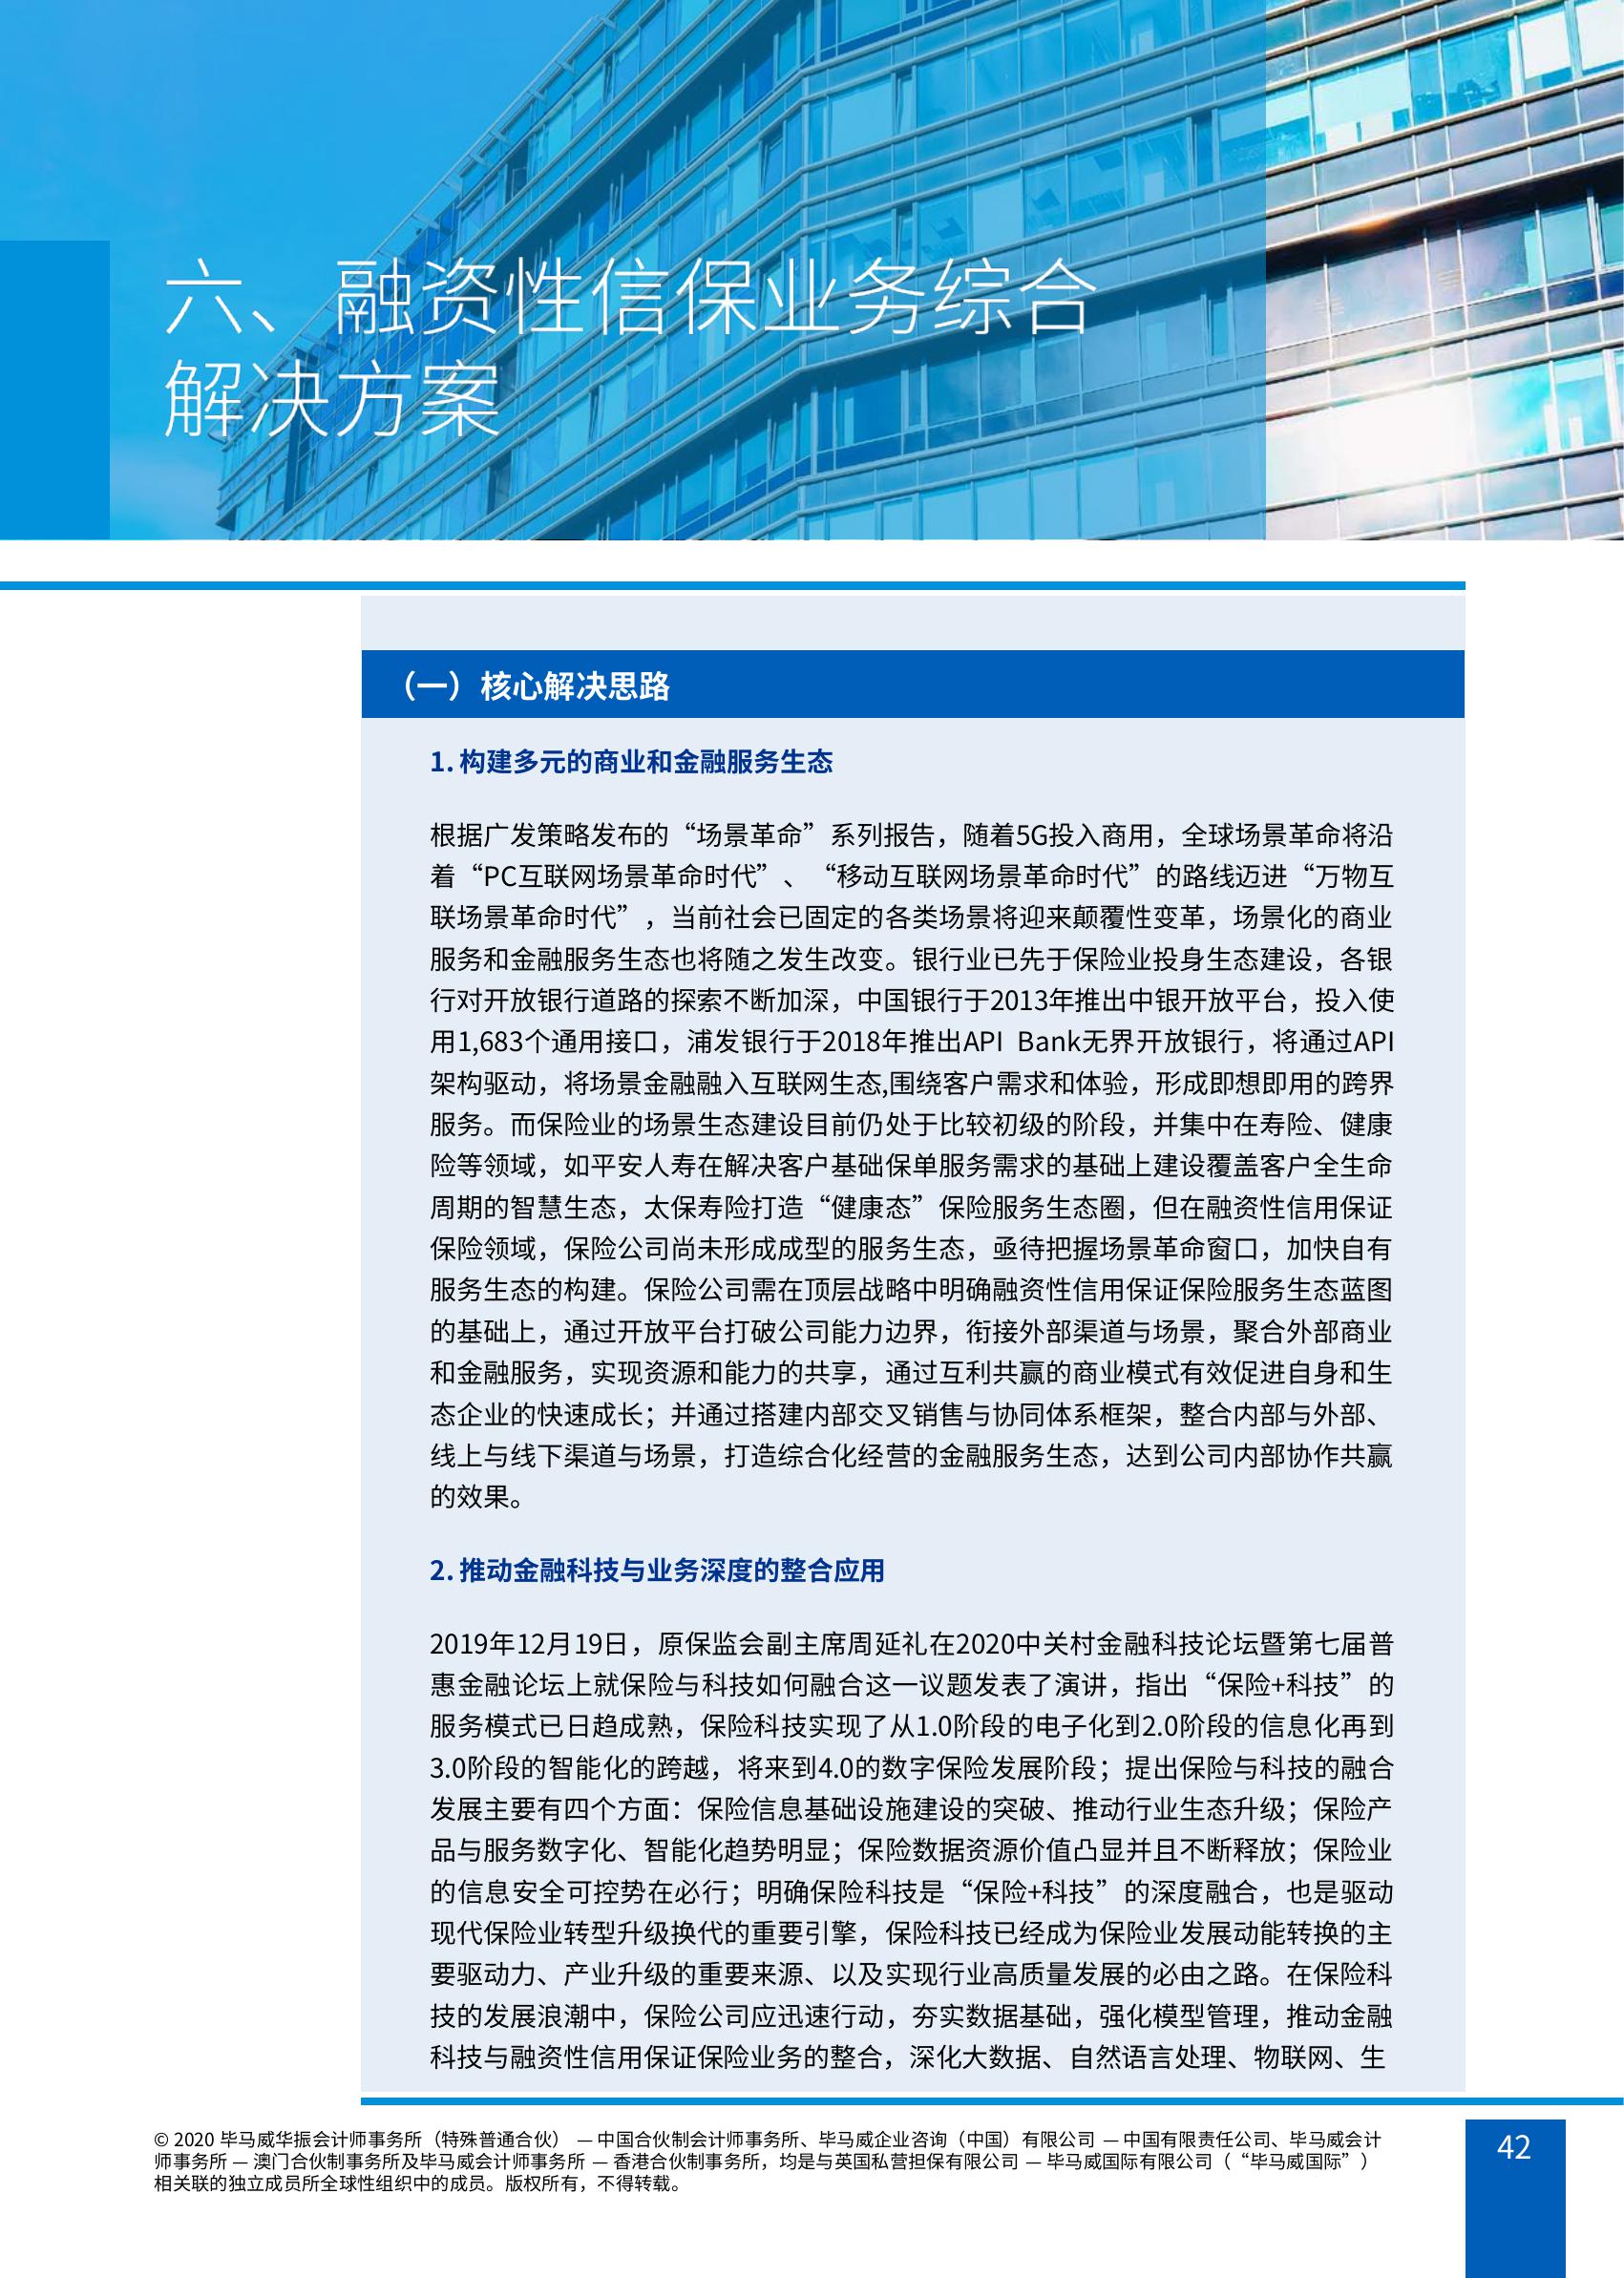 六、融资性信保业务综合
解决方案
（一）核心解决思路
1. 构建多元的商业和金融服务生态
根据广发策略发布的“场景革命”系列报告，随着5G投入商用，全球场景革命将沿
着“PC互联网场景革命时代”、“移动互联网场景革命时代”的路线迈进“万物互
联场景革命时代”，当前社会已固定的各类场景将迎来颠覆性变革，场景化的商业
服务和金融服务生态也将随之发生改变。银行业已先于保险业投身生态建设，各银
行对开放银行道路的探索不断加深，中国银行于2013年推出中银开放平台，投入使
用1,683个通用接口，浦发银行于2018年推出API Bank无界开放银行，将通过API
架构驱动，将场景金融融入互联网生态,围绕客户需求和体验，形成即想即用的跨界
服务。而保险业的场景生态建设目前仍处于比较初级的阶段，并集中在寿险、健康
险等领域，如平安人寿在解决客户基础保单服务需求的基础上建设覆盖客户全生命
周期的智慧生态，太保寿险打造“健康态”保险服务生态圈，但在融资性信用保证
保险领域，保险公司尚未形成成型的服务生态，亟待把握场景革命窗口，加快自有
服务生态的构建。保险公司需在顶层战略中明确融资性信用保证保险服务生态蓝图
的基础上，通过开放平台打破公司能力边界，衔接外部渠道与场景，聚合外部商业
和金融服务，实现资源和能力的共享，通过互利共赢的商业模式有效促进自身和生
态企业的快速成长；并通过搭建内部交叉销售与协同体系框架，整合内部与外部、
线上与线下渠道与场景，打造综合化经营的金融服务生态，达到公司内部协作共赢
的效果。
2. 推动金融科技与业务深度的整合应用
2019年12月19日，原保监会副主席周延礼在2020中关村金融科技论坛暨第七届普
惠金融论坛上就保险与科技如何融合这一议题发表了演讲，指出“保险+科技”的
服务模式已日趋成熟，保险科技实现了从1.0阶段的电子化到2.0阶段的信息化再到
3.0阶段的智能化的跨越，将来到4.0的数字保险发展阶段；提出保险与科技的融合
发展主要有四个方面：保险信息基础设施建设的突破、推动行业生态升级；保险产
品与服务数字化、智能化趋势明显；保险数据资源价值凸显并且不断释放；保险业
的信息安全可控势在必行；明确保险科技是“保险+科技”的深度融合，也是驱动
现代保险业转型升级换代的重要引擎，保险科技已经成为保险业发展动能转换的主
要驱动力、产业升级的重要来源、以及实现行业高质量发展的必由之路。在保险科
技的发展浪潮中，保险公司应迅速行动，夯实数据基础，强化模型管理，推动金融
科技与融资性信用保证保险业务的整合，深化大数据、自然语言处理、物联网、生
© 2020 毕马威华振会计师事务所（特殊普通合伙） — 中国合伙制会计师事务所、毕马威企业咨询（中国）有限公司 — 中国有限责任公司、毕马威会计
师事务所 — 澳门合伙制事务所及毕马威会计师事务所 — 香港合伙制事务所，均是与英国私营担保有限公司 — 毕马威国际有限公司（“毕马威国际”）
相关联的独立成员所全球性组织中的成员。版权所有，不得转载。
42